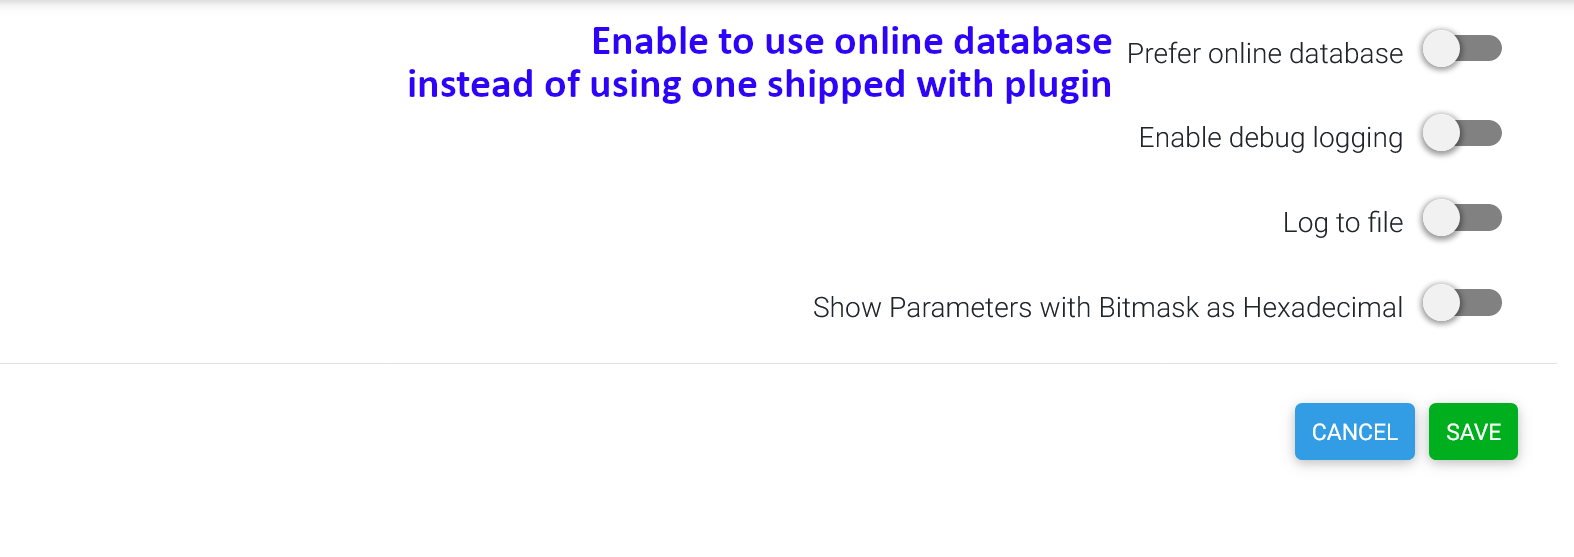 Enable to use online database
instead of using one shipped with plugin
Prefer online database
Enable debug logging
Log to file
Show Parameters with Bitmask as Hexadecimal
CANCEL SAVE